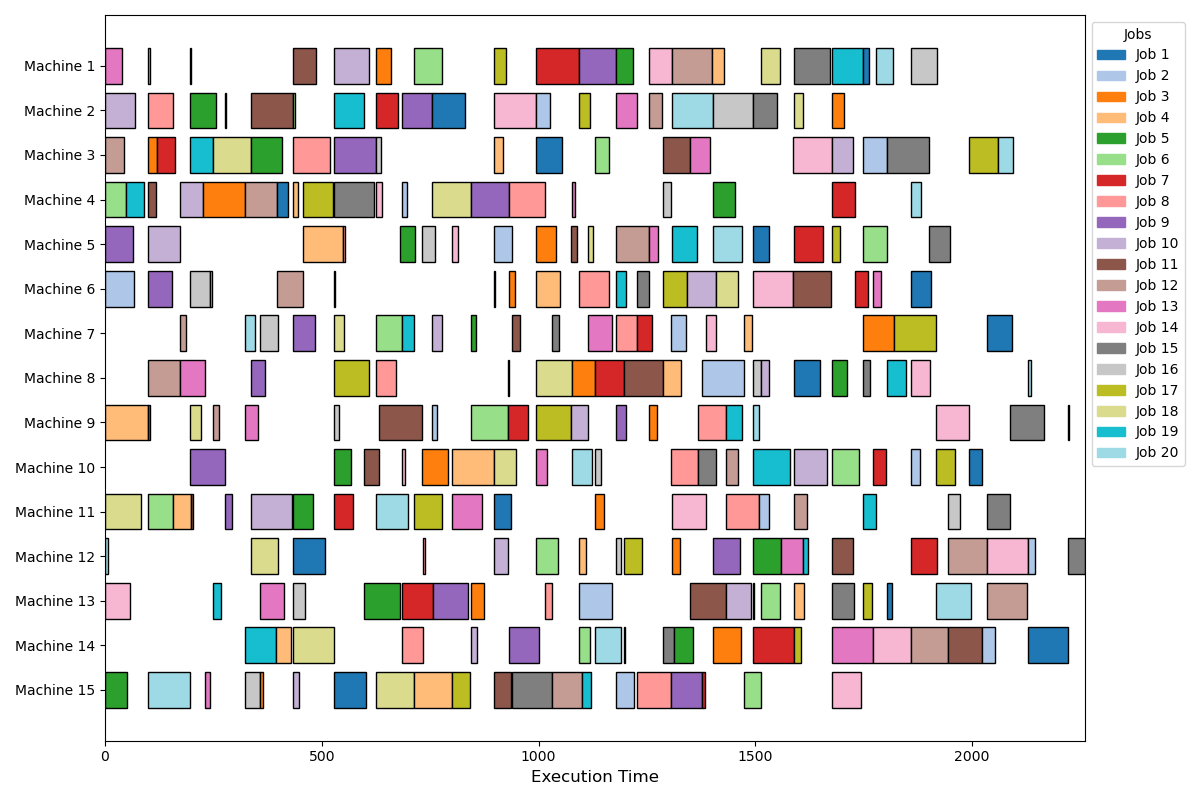 Machine 1
Machine 2
Machine 3
Machine 4
Machine 5
Machine 6
Machine 7
Machine 8
Machine 9
Machine 10
Machine 11
Machine 12
Machine 13
Machine 14
Machine 15
0
500
1000
1500
2000
Execution Time
Jobs
Job 1
Job 2
Job 3
Job 4
Job 5
Job 6
Job 7
Job 8
Job 9
Job 10
Job 11
Job 12
Job 13
Job 14
Job 15
Job 16
Job 17
Job 18
Job 19
Job 20